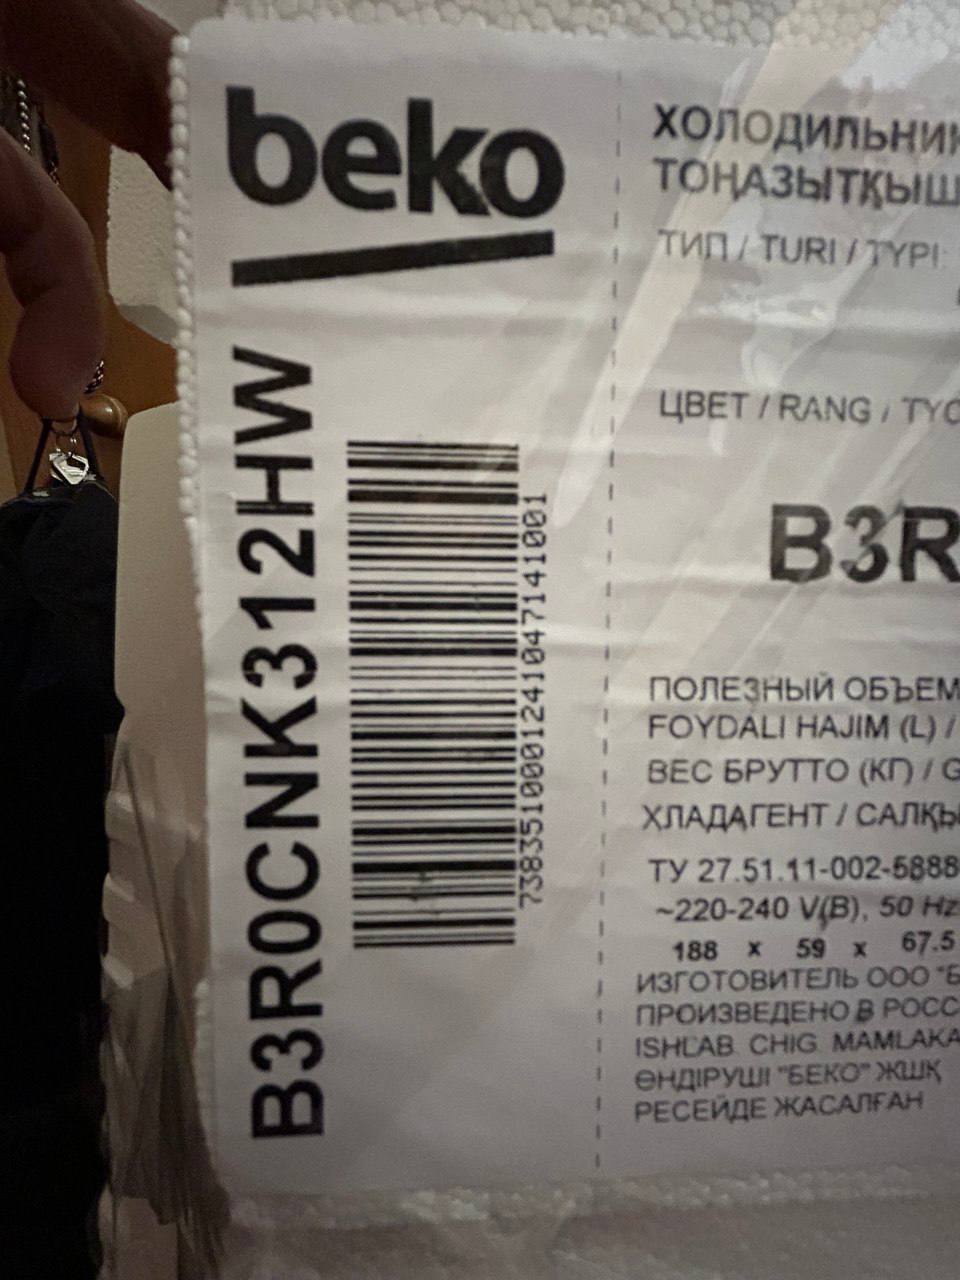 beko
B3R0CNK312HW
7383510001241047141001
ХОЛОДИЛЬНИК
ТОҢАЗЫТҚЫШ
ТИП / TURI / TYPI:
ЦВЕТ / RANG / TYC
B3R
ПОЛЕЗНЫЙ ОБЪЕМ
FOYDALI HAJIM (L) /
ВЕС БРУТТО (КГ) / G
ХЛАДАГЕНТ / САЛҚЫ
ТУ 27.51.11-002-5888
~220-240 V(B), 50 Hz
188 x 59 x 67.5
ИЗГОТОВИТЕЛЬ ООО "Б
ПРОИЗВЕДЕНО В РОСС
ISHLAB CHIG MAMLAKA
ӨНДІРУШІ "БЕКО" ЖШҚ
РЕСЕЙДЕ ЖАСАЛҒАН